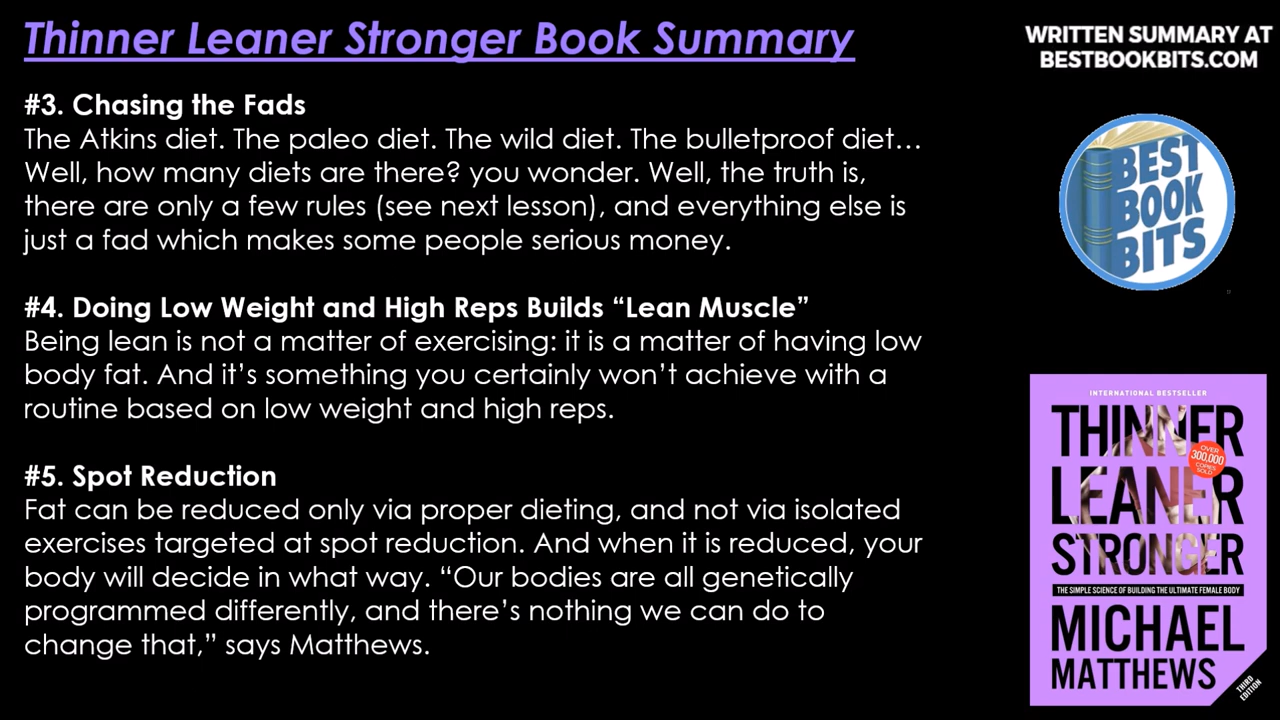 Thinner Leaner Stronger Book Summary
WRITTEN SUMMARY AT
BESTBOOKBITS.COM
#3. Chasing the Fads
The Atkins diet. The paleo diet. The wild diet. The bulletproof diet…
Well, how many diets are there? you wonder. Well, the truth is,
there are only a few rules (see next lesson), and everything else is
just a fad which makes some people serious money.
#4. Doing Low Weight and High Reps Builds “Lean Muscle”
Being lean is not a matter of exercising: it is a matter of having low
body fat. And it’s something you certainly won’t achieve with a
routine based on low weight and high reps.
#5. Spot Reduction
Fat can be reduced only via proper dieting, and not via isolated
exercises targeted at spot reduction. And when it is reduced, your
body will decide in what way. “Our bodies are all genetically
programmed differently, and there’s nothing we can do to
change that,” says Matthews.
BEST
BOOK
BITS
INTERNATIONAL BESTSELLER
THINNER
OVER
300,000
COPIES
SOLD
LEANER
STRONGER
THE SIMPLE SCIENCE OF BUILDING THE ULTIMATE FEMALE BODY
MICHAEL
MATTHEWS
THIRD
EDITION